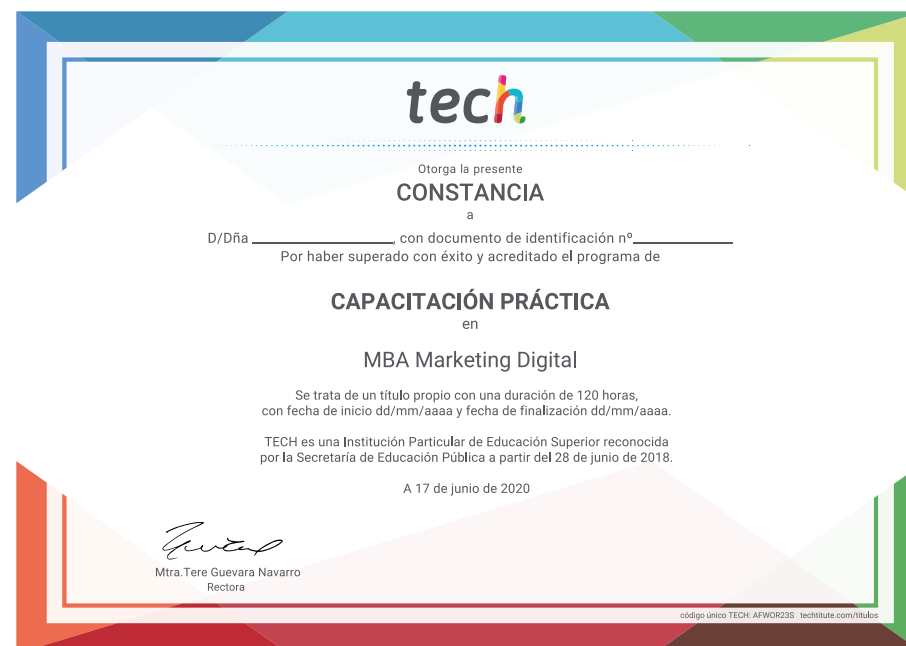 tech
Otorga la presente
CONSTANCIA
a
D/Dña ____________________, con documento de identificación nº______________
Por haber superado con éxito y acreditado el programa de
CAPACITACIÓN PRÁCTICA
en
MBA Marketing Digital
Se trata de un título propio con una duración de 120 horas,
con fecha de inicio dd/mm/aaaa y fecha de finalización dd/mm/aaaa.
TECH es una Institución Particular de Educación Superior reconocida
por la Secretaría de Educación Pública a partir del 28 de junio de 2018.
A 17 de junio de 2020
Mtra.Tere Guevara Navarro
Rectora
código único TECH: AFWOR23S techtitute.com/titulos